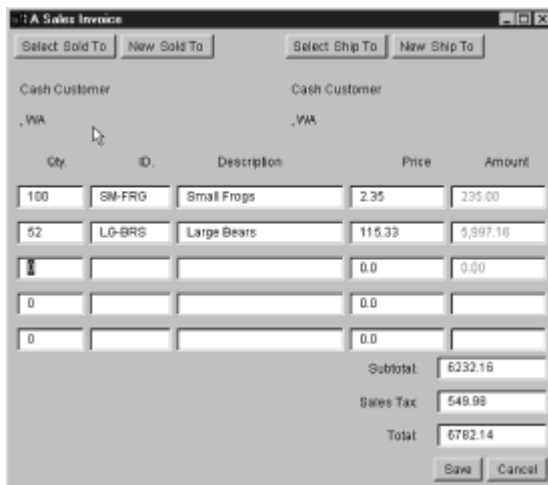 A Sales Invoice
Select Sold To New Sold To Select Ship To New Ship To
Cash Customer Cash Customer
, WA , WA
Qty. ID. Description Price Amount
100 SM-FRG Small Frogs 2.35 235.00
52 LG-BRS Large Bears 115.33 5,997.16
0 0.0 0.00
0 0.0
0 0.0
Subtotal: 6232.16
Sales Tax: 549.98
Total: 6782.14
Save Cancel